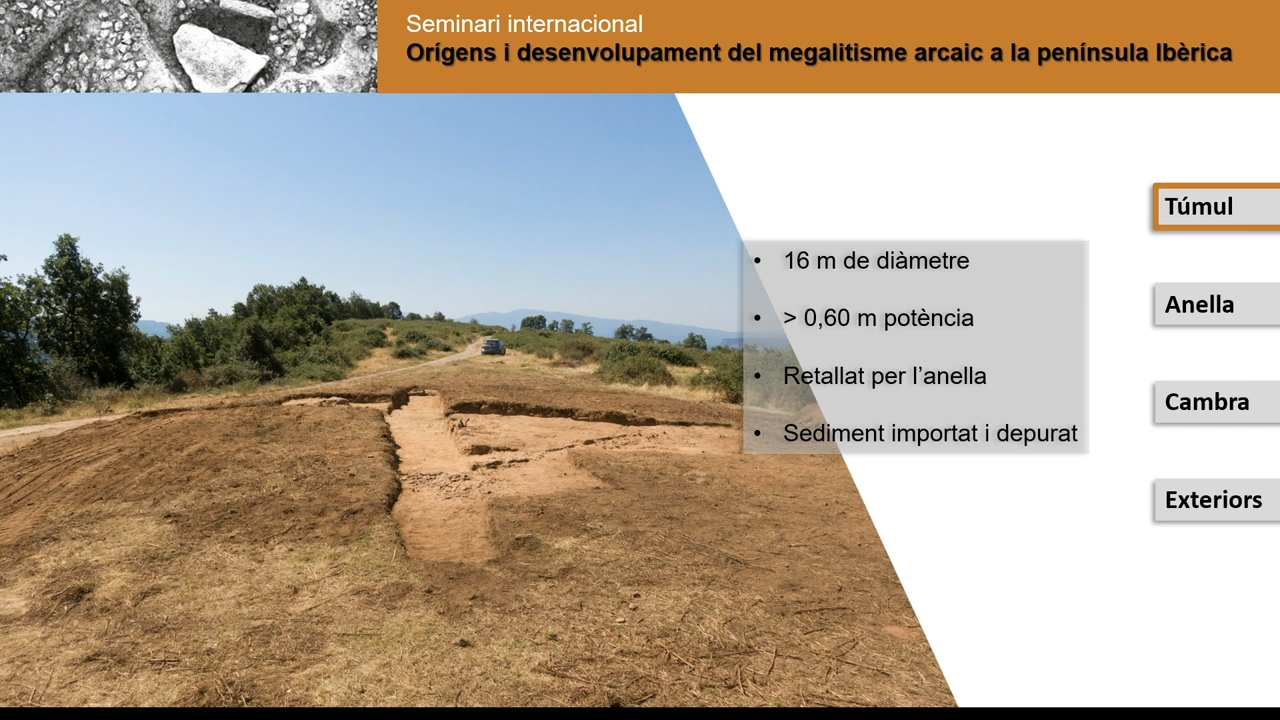 Seminari internacional
Orígens i desenvolupament del megalitisme arcaic a la península Ibèrica
Túmul
• 16 m de diàmetre
• > 0,60 m potència
• Retallat per l’anella
• Sediment importat i depurat
Anella
Cambra
Exteriors